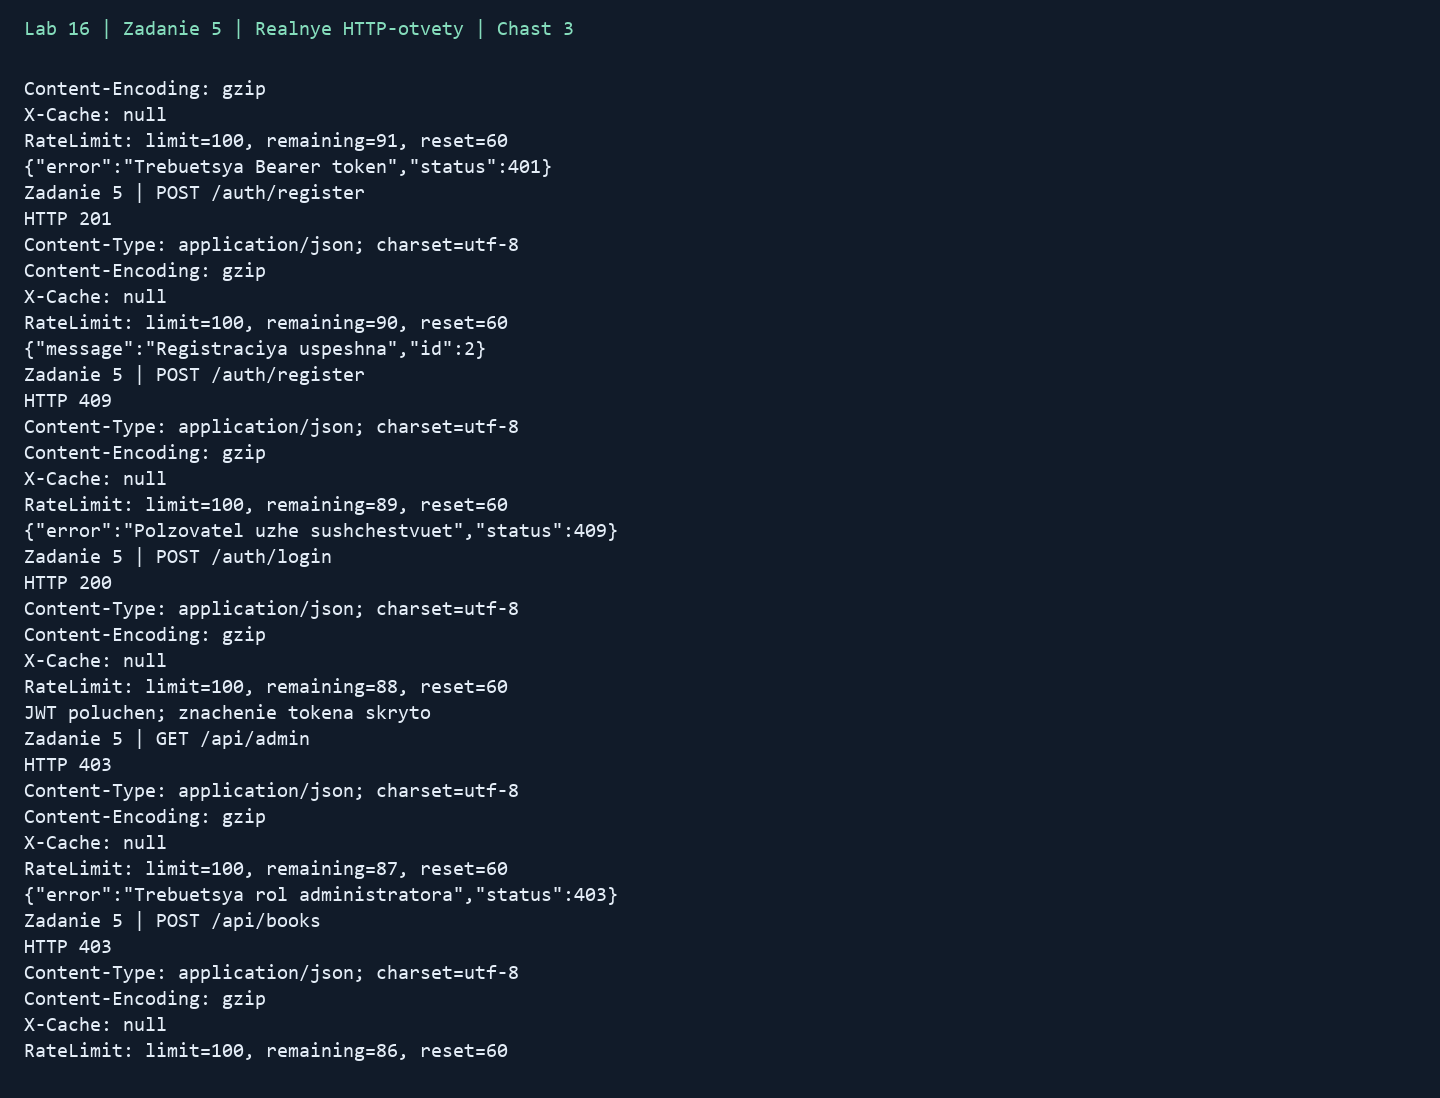 Lab 16 | Zadanie 5 | Realnye HTTP-otvety | Chast 3
Content-Encoding: gzip
X-Cache: null
RateLimit: limit=100, remaining=91, reset=60
{"error":"Trebuetsya Bearer token","status":401}
Zadanie 5 | POST /auth/register
HTTP 201
Content-Type: application/json; charset=utf-8
Content-Encoding: gzip
X-Cache: null
RateLimit: limit=100, remaining=90, reset=60
{"message":"Registraciya uspeshna","id":2}
Zadanie 5 | POST /auth/register
HTTP 409
Content-Type: application/json; charset=utf-8
Content-Encoding: gzip
X-Cache: null
RateLimit: limit=100, remaining=89, reset=60
{"error":"Polzovatel uzhe sushchestvuet","status":409}
Zadanie 5 | POST /auth/login
HTTP 200
Content-Type: application/json; charset=utf-8
Content-Encoding: gzip
X-Cache: null
RateLimit: limit=100, remaining=88, reset=60
JWT poluchen; znachenie tokena skryto
Zadanie 5 | GET /api/admin
HTTP 403
Content-Type: application/json; charset=utf-8
Content-Encoding: gzip
X-Cache: null
RateLimit: limit=100, remaining=87, reset=60
{"error":"Trebuetsya rol administratora","status":403}
Zadanie 5 | POST /api/books
HTTP 403
Content-Type: application/json; charset=utf-8
Content-Encoding: gzip
X-Cache: null
RateLimit: limit=100, remaining=86, reset=60